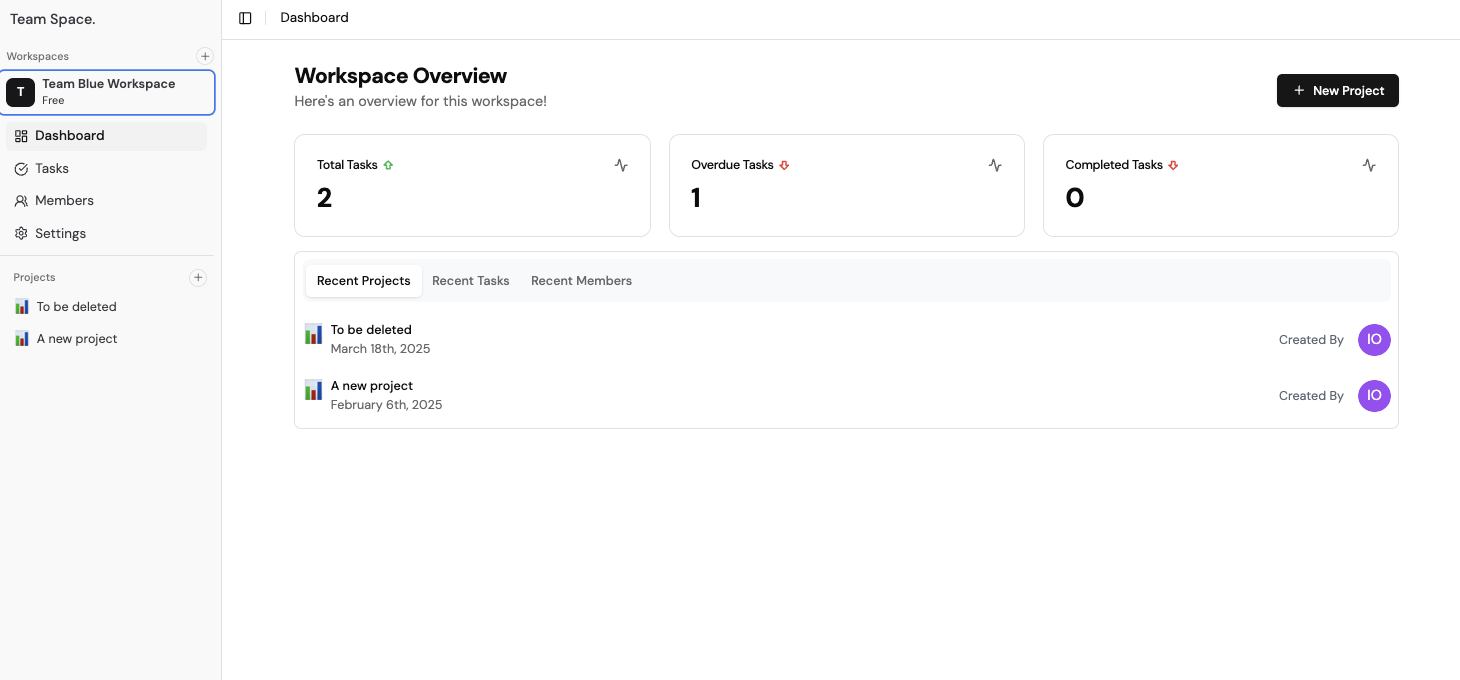 Team Space.
Workspaces
T
Team Blue Workspace
Free
Dashboard
Tasks
Members
Settings
Projects
To be deleted
A new project
Dashboard
Workspace Overview
Here's an overview for this workspace!
New Project
Total Tasks
2
Overdue Tasks
1
Completed Tasks
0
Recent Projects Recent Tasks Recent Members
To be deleted
March 18th, 2025
Created By IO
A new project
February 6th, 2025
Created By IO